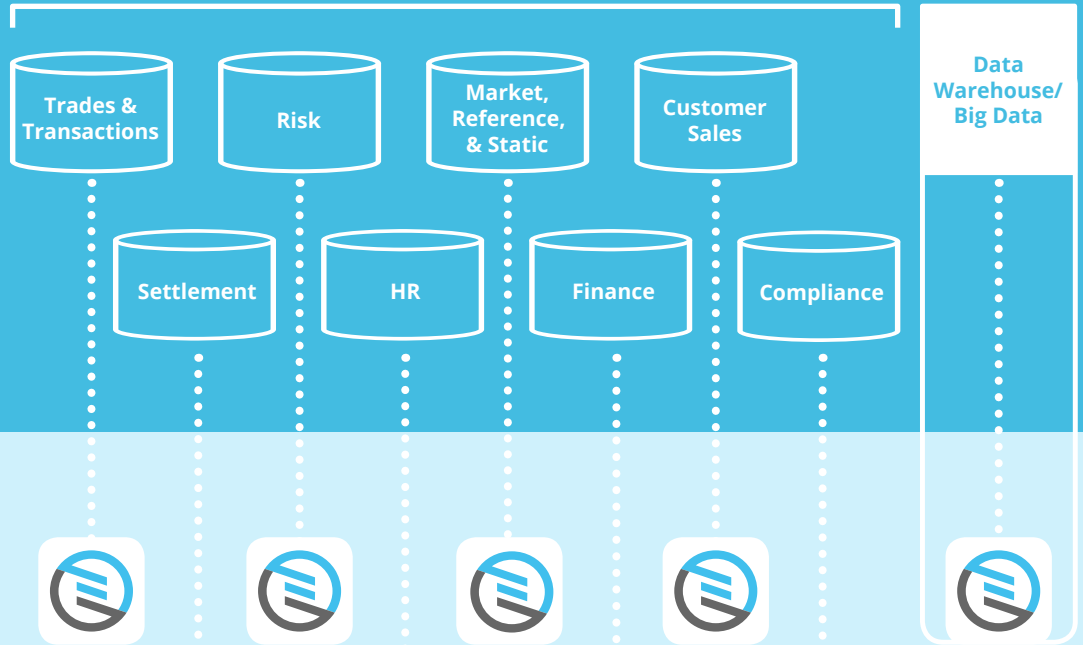 Trades &
Transactions
Risk
Market,
Reference,
& Static
Customer
Sales
Data
Warehouse/
Big Data
Settlement
HR
Finance
Compliance